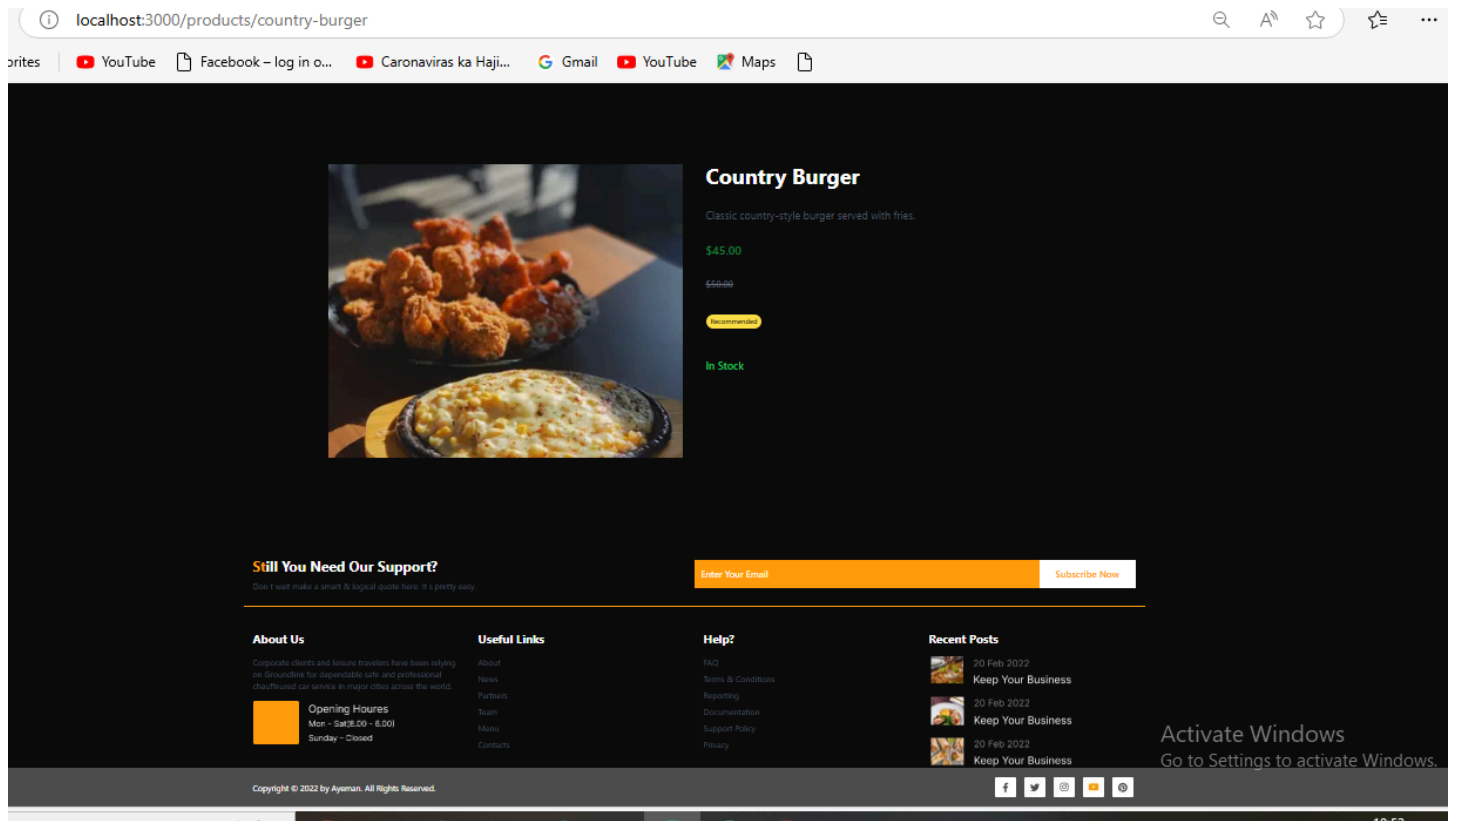 localhost:3000/products/country-burger
orites
YouTube
Facebook – log in o...
Caronaviras ka Haji...
Gmail
YouTube
Maps
Country Burger
Classic country-style burger served with fries.
$45.00
$50.00
Recommended
In Stock
Still You Need Our Support?
Don t wait make a smart & logical quote here. It s pretty easy.
Enter Your Email
Subscribe Now
About Us
Corporate clients and leisure travelers have been relying
on Groundlink for dependable safe and professional
chauffeured car service in major cities across the world.
Opening Houres
Mon - Sat(8.00 - 6.00)
Sunday - Closed
Useful Links
About
News
Partners
Team
Menu
Contacts
Help?
FAQ
Terms & Conditions
Reporting
Documentation
Support Policy
Privacy
Recent Posts
20 Feb 2022
Keep Your Business
20 Feb 2022
Keep Your Business
20 Feb 2022
Keep Your Business
Activate Windows
Go to Settings to activate Windows.
Copyright © 2022 by Ayeman. All Rights Reserved.